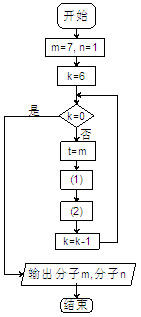 开始
m=7, n=1
k=6
k=0
是
否
t=m
(1)
(2)
k=k-1
输出分子m,分子n
结束